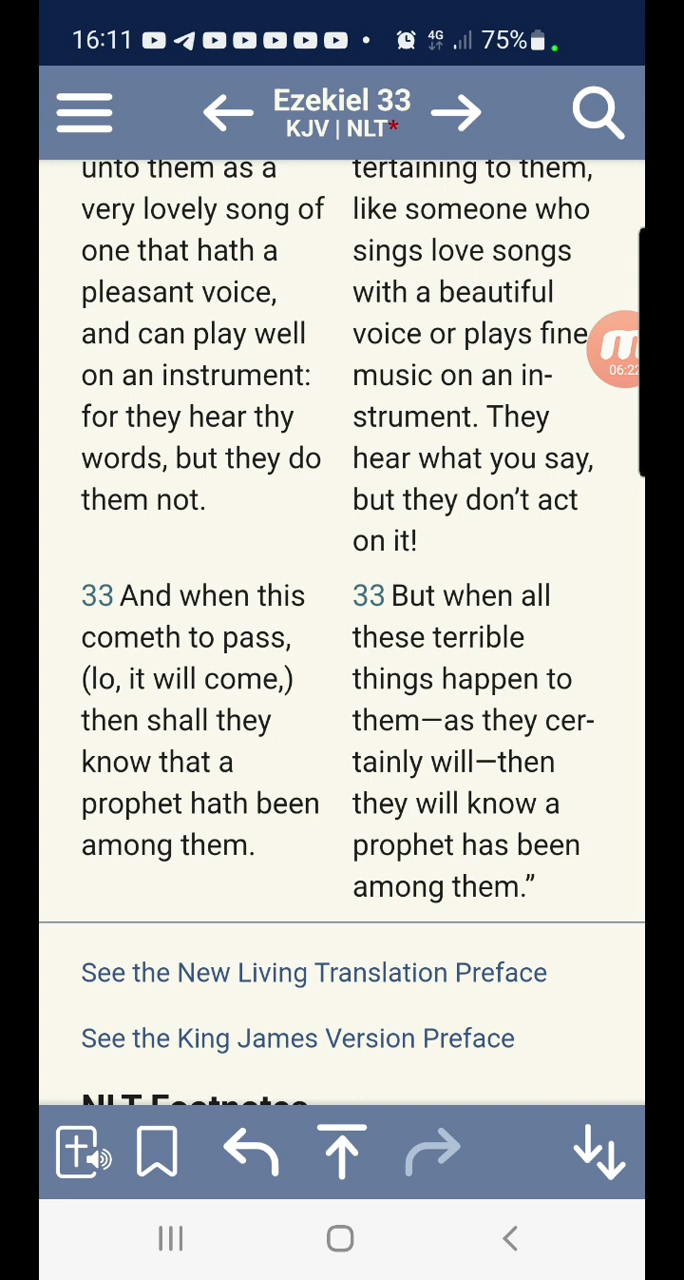 16:11
4G
75%
Ezekiel 33
KJV | NLT*
unto them as a
very lovely song of
one that hath a
pleasant voice,
and can play well
on an instrument:
for they hear thy
words, but they do
them not.
tertaining to them,
like someone who
sings love songs
with a beautiful
voice or plays fine
music on an in-
strument. They
hear what you say,
but they don’t act
on it!
06:22
33 And when this
cometh to pass,
(lo, it will come,)
then shall they
know that a
prophet hath been
among them.
33 But when all
these terrible
things happen to
them—as they cer-
tainly will—then
they will know a
prophet has been
among them.”
See the New Living Translation Preface
See the King James Version Preface
NLT Footnotes